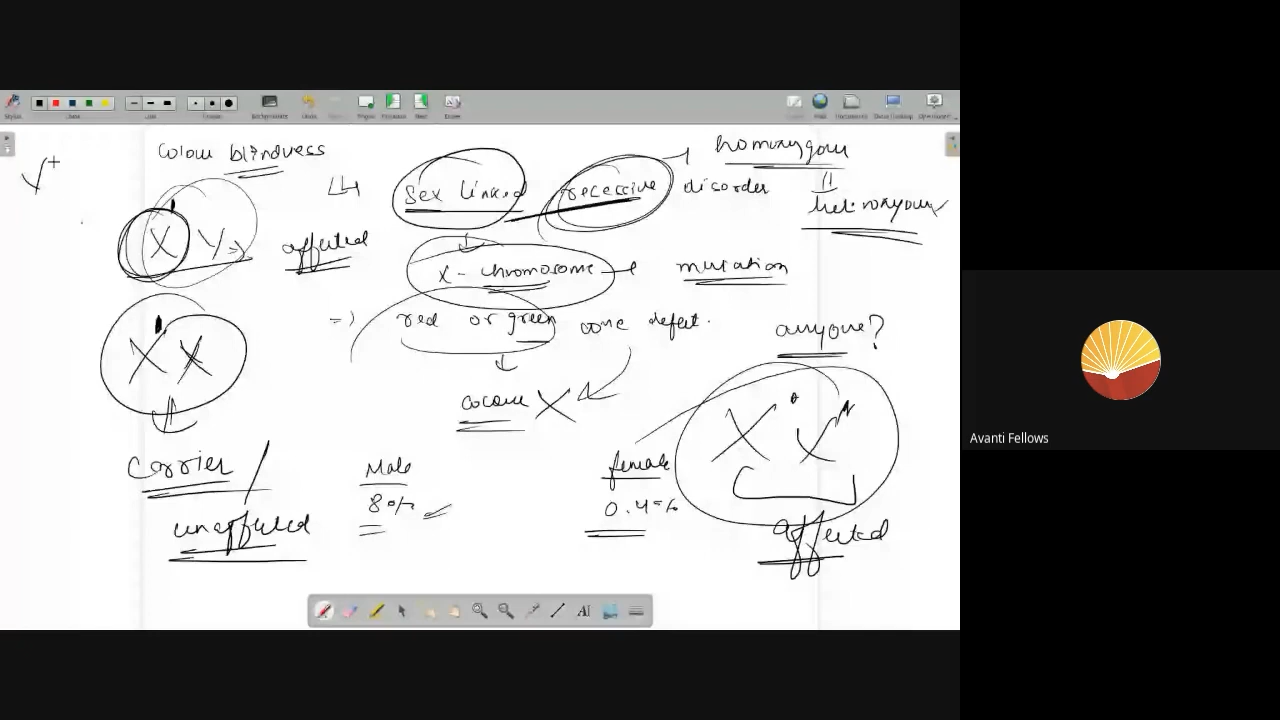 colour blindness
homozygous
Sex linked recessive disorder
X Y → affected
X - chromosome → mutation
=> red or green cone defect.
anyone?
X X
colour X
X X
Carrier /
unaffected
Male
8%
female
0.4%
affected
Avanti Fellows